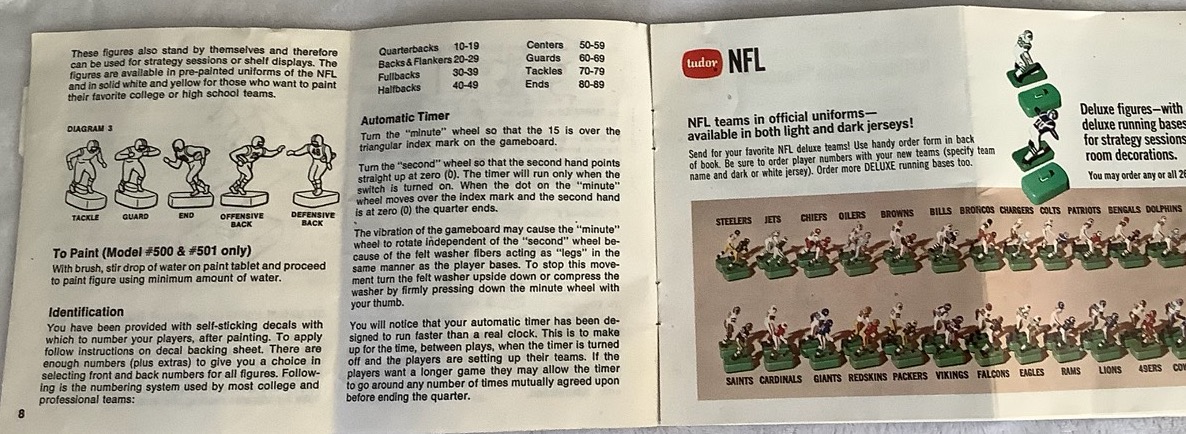 These figures also stand by themselves and therefore
can be used for strategy sessions or shelf displays. The
figures are available in pre-painted uniforms of the NFL
and in solid white and yellow for those who want to paint
their favorite college or high school teams.
DIAGRAM 3
TACKLE GUARD END OFFENSIVE BACK DEFENSIVE BACK
To Paint (Model #500 & #501 only)
With brush, stir drop of water on paint tablet and proceed
to paint figure using minimum amount of water.
Identification
You have been provided with self-sticking decals with
which to number your players, after painting. To apply
follow instructions on decal backing sheet. There are
enough numbers (plus extras) to give you a choice in
selecting front and back numbers for all figures. Follow-
ing is the numbering system used by most college and
professional teams:
8
Quarterbacks 10-19 Centers 50-59
Backs & Flankers 20-29 Guards 60-69
Fullbacks 30-39 Tackles 70-79
Halfbacks 40-49 Ends 80-89
Automatic Timer
Turn the "minute" wheel so that the 15 is over the
triangular index mark on the gameboard.
Turn the "second" wheel so that the second hand points
straight up at zero (0). The timer will run only when the
switch is turned on. When the dot on the "minute"
wheel moves over the index mark and the second hand
is at zero (0) the quarter ends.
The vibration of the gameboard may cause the "minute"
wheel to rotate independent of the "second" wheel be-
cause of the felt washer fibers acting as "legs" in the
same manner as the player bases. To stop this move-
ment turn the felt washer upside down or compress the
washer by firmly pressing down the minute wheel with
your thumb.
You will notice that your automatic timer has been de-
signed to run faster than a real clock. This is to make
up for the time, between plays, when the timer is turned
off and the players are setting up their teams. If the
players want a longer game they may allow the timer
to go around any number of times mutually agreed upon
before ending the quarter.
tudor NFL
NFL teams in official uniforms—
available in both light and dark jerseys!
Send for your favorite NFL deluxe teams! Use handy order form in back
of book. Be sure to order player numbers with your new teams (specify team
name and dark or white jersey). Order more DELUXE running bases too.
Deluxe figures—with
deluxe running bases
for strategy sessions
room decorations.
You may order any or all 26
STEELERS JETS CHIEFS OILERS BROWNS BILLS BRONCOS CHARGERS COLTS PATRIOTS BENGALS DOLPHINS
SAINTS CARDINALS GIANTS REDSKINS PACKERS VIKINGS FALCONS EAGLES RAMS LIONS 49ERS COW